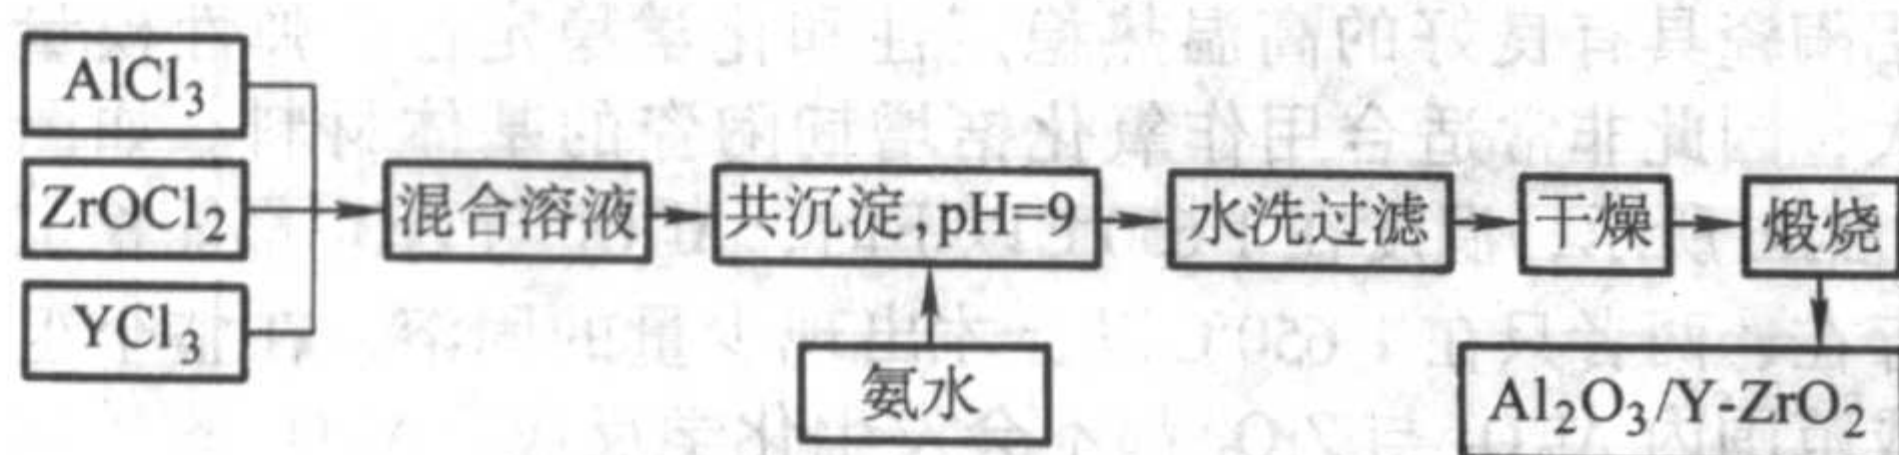 AlCl₃
ZrOCl₂
YCl₃
混合溶液
共沉淀,pH=9
水洗过滤
干燥
煅烧
氨水
Al₂O₃/Y-ZrO₂